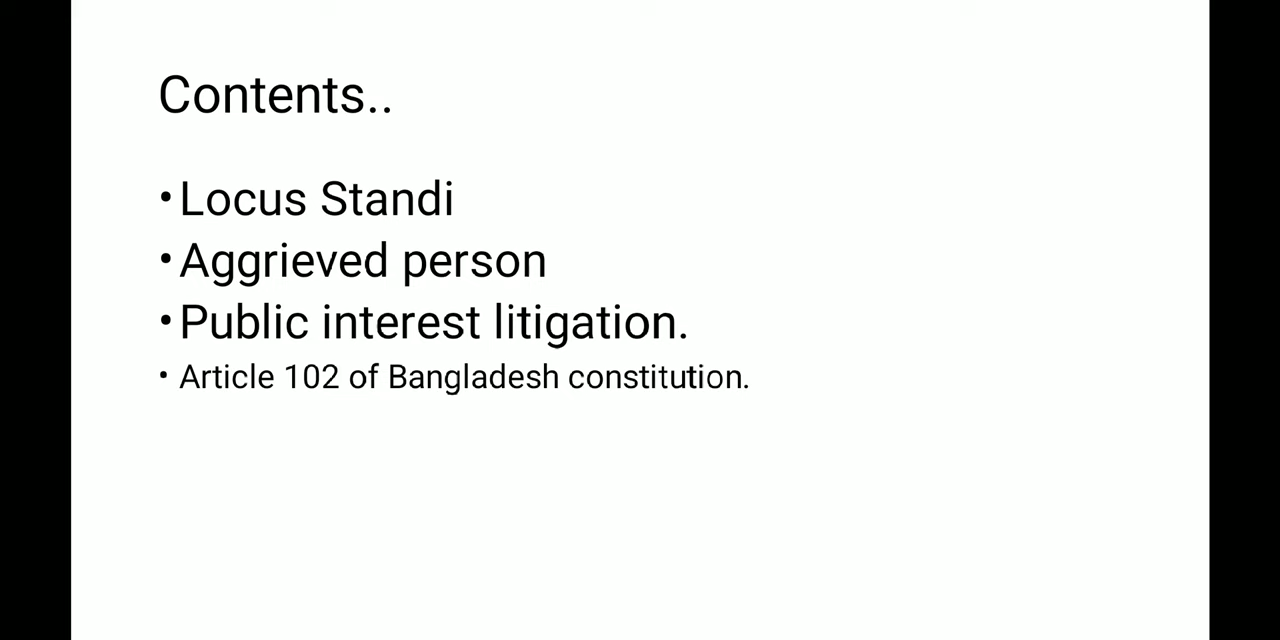 Contents..
•Locus Standi
•Aggrieved person
•Public interest litigation.
• Article 102 of Bangladesh constitution.